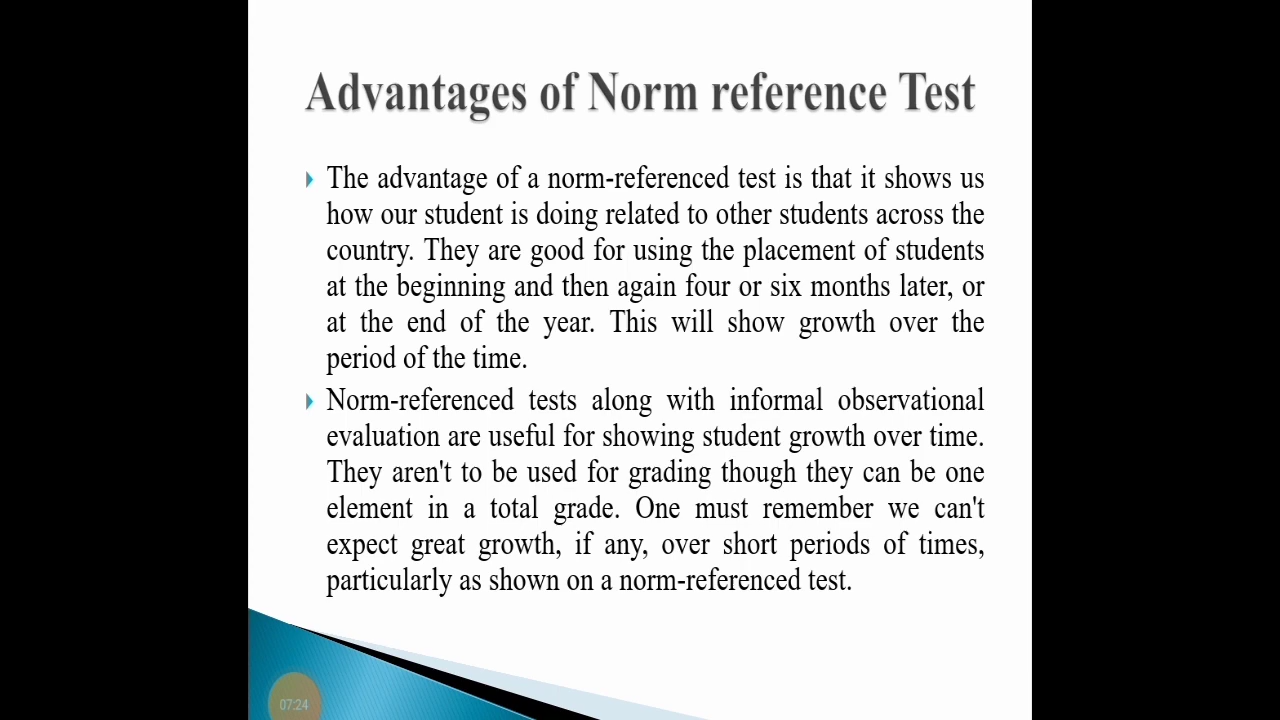 Advantages of Norm reference Test
The advantage of a norm-referenced test is that it shows us
how our student is doing related to other students across the
country. They are good for using the placement of students
at the beginning and then again four or six months later, or
at the end of the year. This will show growth over the
period of the time.
Norm-referenced tests along with informal observational
evaluation are useful for showing student growth over time.
They aren't to be used for grading though they can be one
element in a total grade. One must remember we can't
expect great growth, if any, over short periods of times,
particularly as shown on a norm-referenced test.
07:24